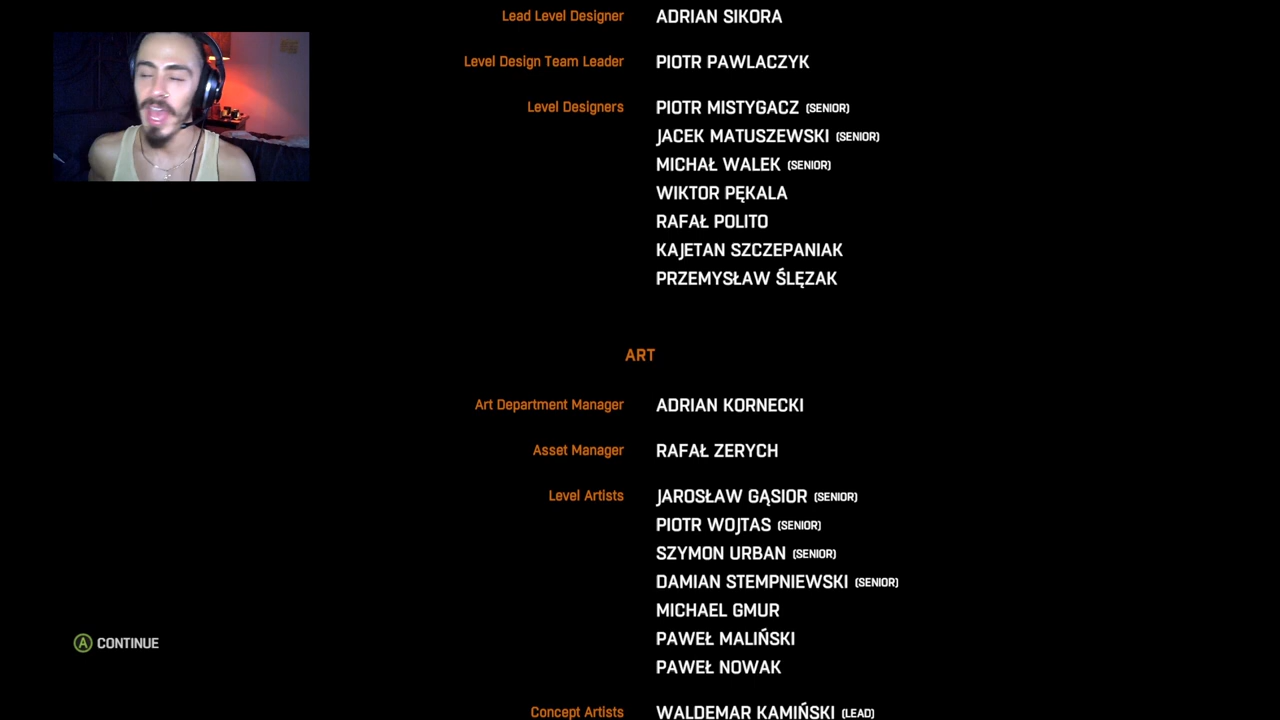 Lead Level Designer ADRIAN SIKORA
Level Design Team Leader PIOTR PAWLACZYK
Level Designers PIOTR MISTYGACZ (SENIOR)
JACEK MATUSZEWSKI (SENIOR)
MICHAŁ WALEK (SENIOR)
WIKTOR PĘKALA
RAFAŁ POLITO
KAJETAN SZCZEPANIAK
PRZEMYSŁAW ŚLĘZAK
ART
Art Department Manager ADRIAN KORNECKI
Asset Manager RAFAŁ ZERYCH
Level Artists JAROSŁAW GĄSIOR (SENIOR)
PIOTR WOJTAS (SENIOR)
SZYMON URBAN (SENIOR)
DAMIAN STEMPNIEWSKI (SENIOR)
MICHAEL GMUR
A CONTINUE
PAWEŁ MALIŃSKI
PAWEŁ NOWAK
Concept Artists WALDEMAR KAMIŃSKI (LEAD)